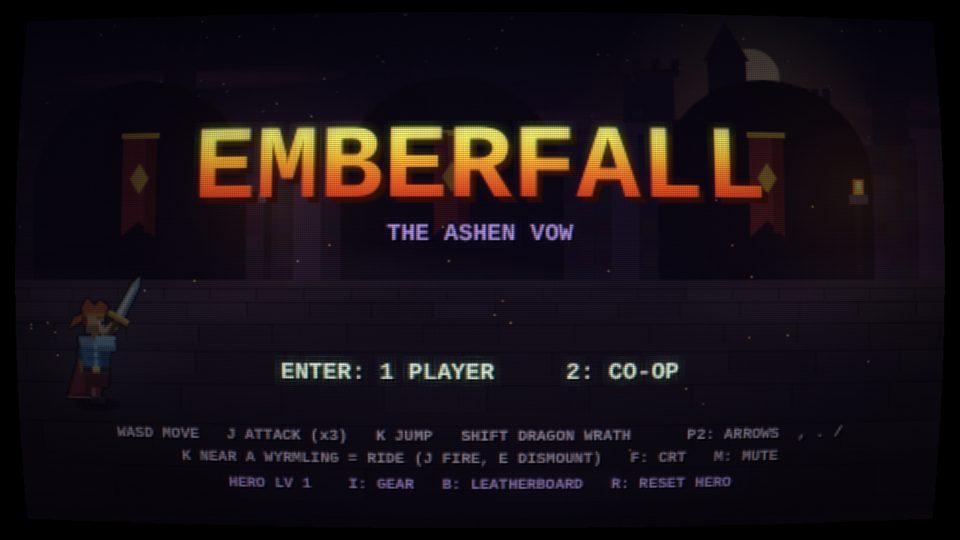 EMBERFALL
THE ASHEN VOW
ENTER: 1 PLAYER 2: CO-OP
WASD MOVE J ATTACK (x3) K JUMP SHIFT DRAGON WRATH P2: ARROWS , . /
K NEAR A WYRMLING = RIDE (J FIRE, E DISMOUNT) F: CRT M: MUTE
HERO LV 1 I: GEAR B: LEATHERBOARD R: RESET HERO